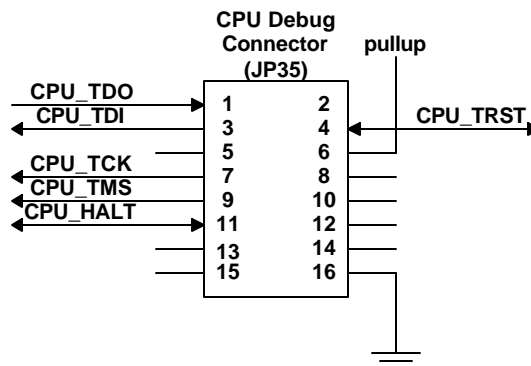 CPU Debug
Connector
(JP35)
pullup
CPU_TDO
1 2
CPU_TDI
3 4
CPU_TRST
5 6
CPU_TCK
7 8
CPU_TMS
9 10
CPU_HALT
11 12
13 14
15 16